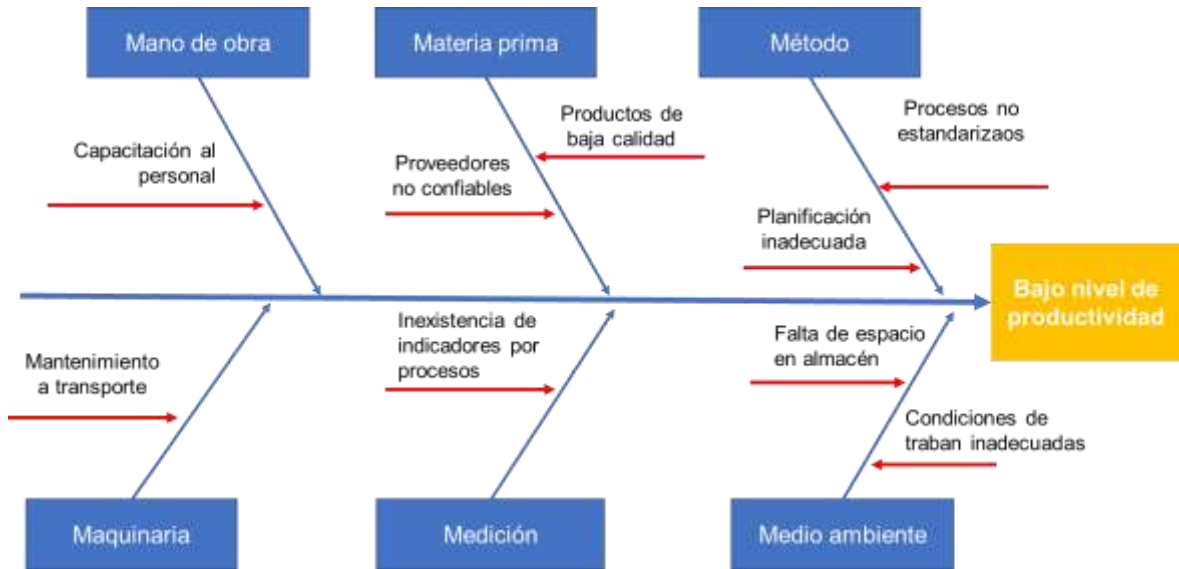 Mano de obra
Materia prima
Método
Capacitación al
personal
Proveedores
no confiables
Productos de
baja calidad
Procesos no
estandarizaos
Planificación
inadecuada
Bajo nivel de
productividad
Mantenimiento
a transporte
Inexistencia de
indicadores por
procesos
Falta de espacio
en almacén
Condiciones de
traban inadecuadas
Maquinaria
Medición
Medio ambiente